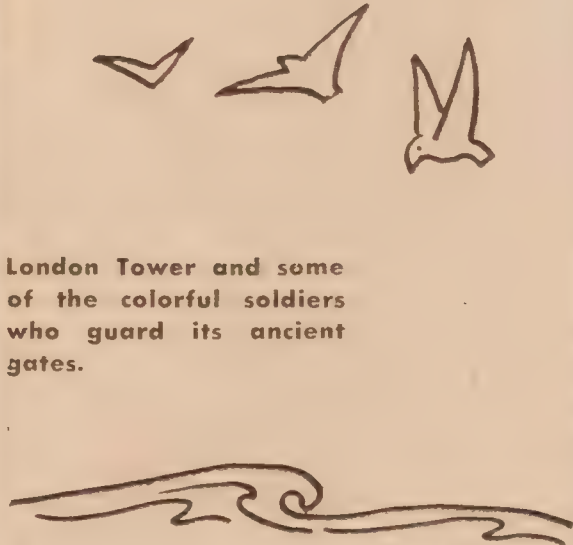 London Tower and some
of the colorful soldiers
who guard its ancient
gates.